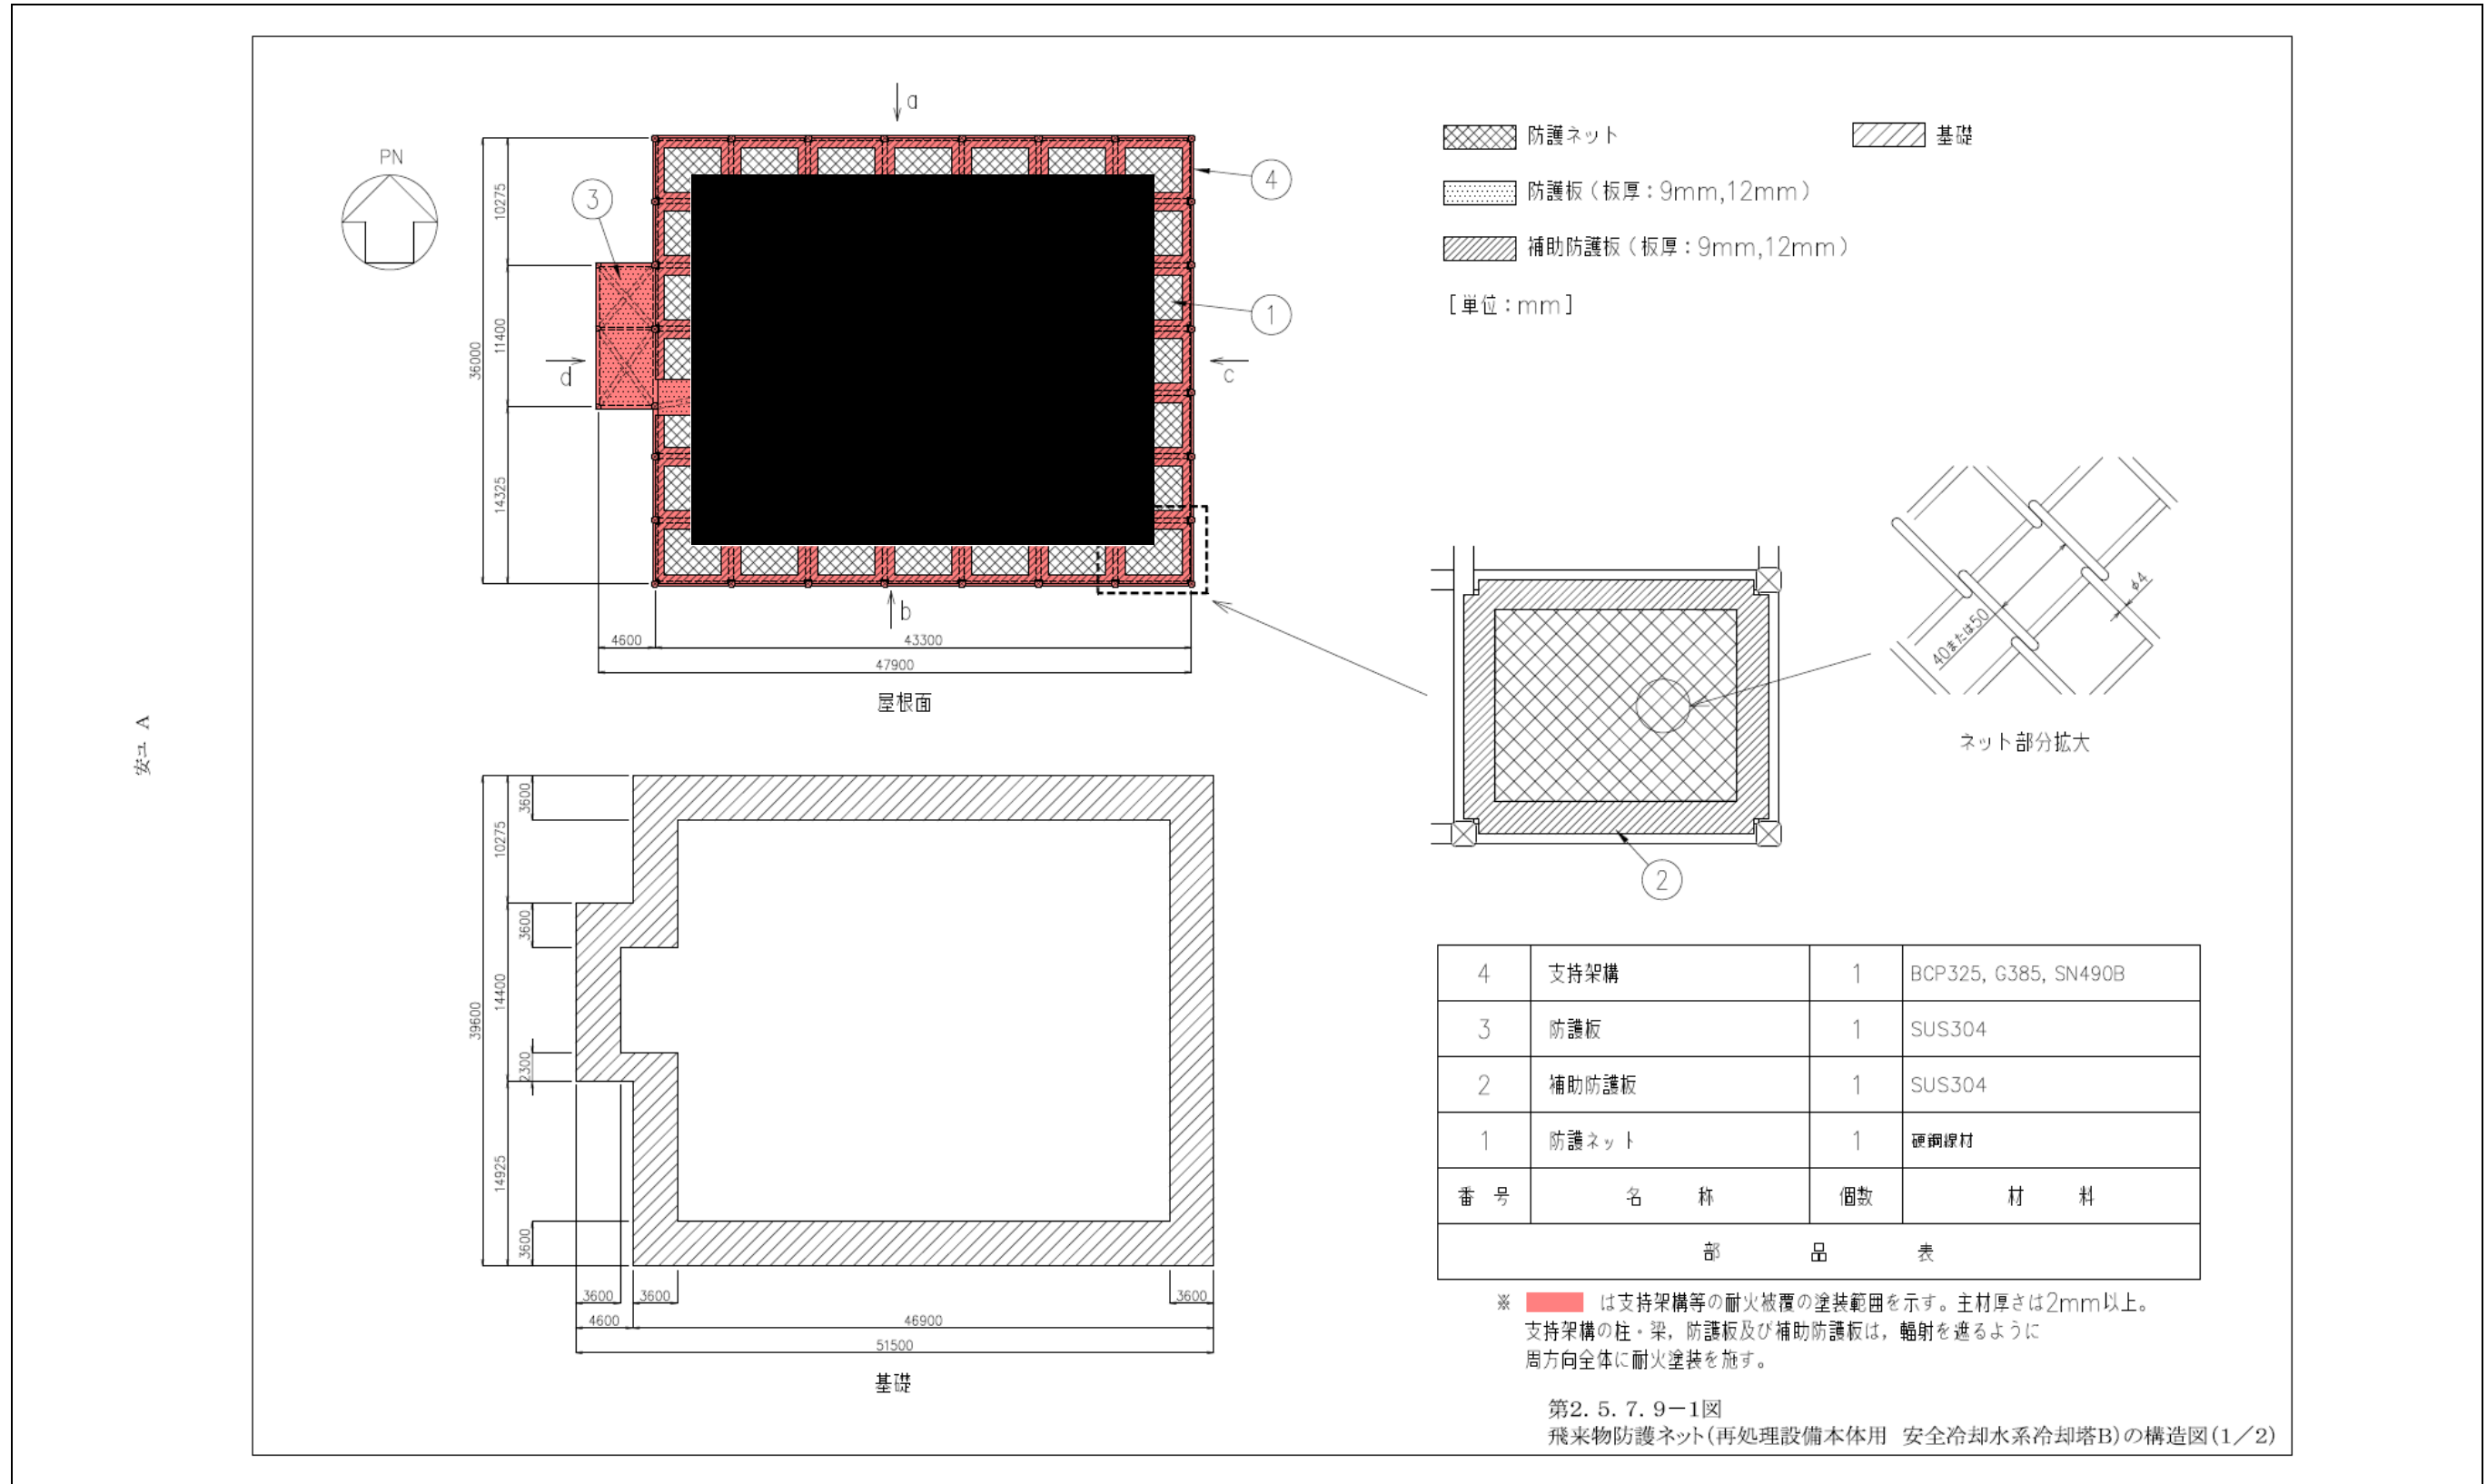 安ユ A
PN
a
b
c
d
3
4
1
10275
11400
14325
36000
4600
43300
47900
屋根面
防護ネット
基礎
防護板(板厚:9mm,12mm)
補助防護板(板厚:9mm,12mm)
[単位:mm]
2
40または50
φ4
ネット部分拡大
3600
10275
3600
14400
39600
2300
14925
3600
3600
3600
3600
4600
46900
51500
基礎
4 支持架構 1 BCP325, G385, SN490B
3 防護板 1 SUS304
2 補助防護板 1 SUS304
1 防護ネット 1 硬鋼線材
番 号 名 称 個数 材 料
部 品 表
※ は支持架構等の耐火被覆の塗装範囲を示す。主材厚さは2mm以上。
支持架構の柱・梁,防護板及び補助防護板は,輻射を遮るように
周方向全体に耐火塗装を施す。
第2.5.7.9-1図
飛来物防護ネット(再処理設備本体用 安全冷却水系冷却塔B)の構造図(1/2)